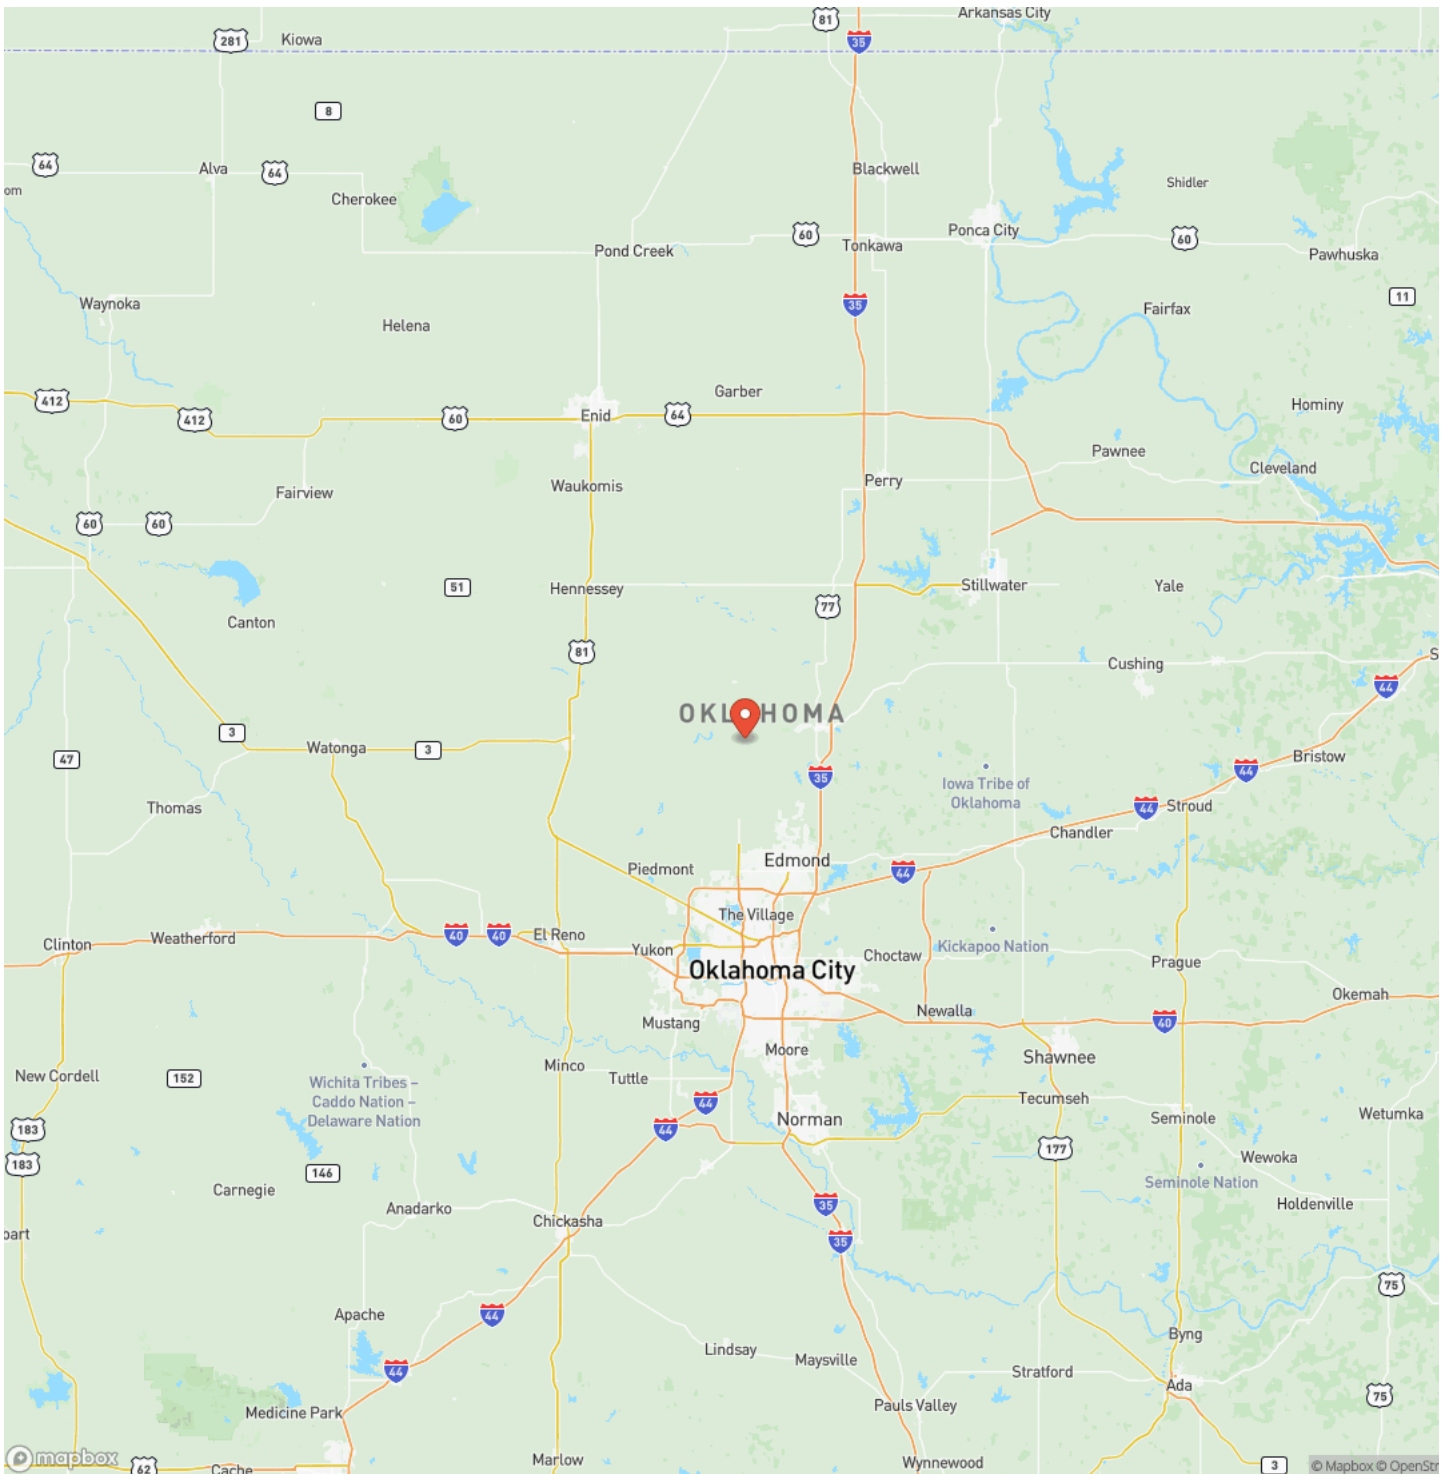 Arkansas City
81
281
Kiowa
35
8
64
Alva
64
Blackwell
om
Cherokee
Shidler
Ponca City
60
60
Tonkawa
Pond Creek
Pawhuska
Waynoka
35
11
Fairfax
Helena
Garber
412
Hominy
412
60
Enid
64
Pawnee
Cleveland
Perry
Waukomis
Fairview
60
60
51
Hennessey
Stillwater
Yale
77
Canton
81
Cushing
S
44
OKLAHOMA
3
Watonga
3
47
Bristow
44
35
Iowa Tribe of
Oklahoma
Thomas
44
Stroud
Chandler
Piedmont
Edmond
44
The Village
Clinton
Weatherford
40
40
El Reno
Yukon
Kickapoo Nation
Choctaw
Prague
Oklahoma City
Okemah
Newalla
Mustang
40
Moore
Shawnee
Minco
New Cordell
152
Tuttle
Wichita Tribes –
Caddo Nation –
Delaware Nation
44
Tecumseh
Norman
Seminole
Wetumka
183
44
177
183
Wewoka
146
Seminole Nation
Carnegie
35
Holdenville
Anadarko
Chickasha
bart
35
75
Apache
44
Byng
Lindsay
Maysville
44
Stratford
Ada
75
Pauls Valley
Medicine Park
mapbox
62
Cache
Marlow
Wynnewood
3
© Mapbox © OpenStr